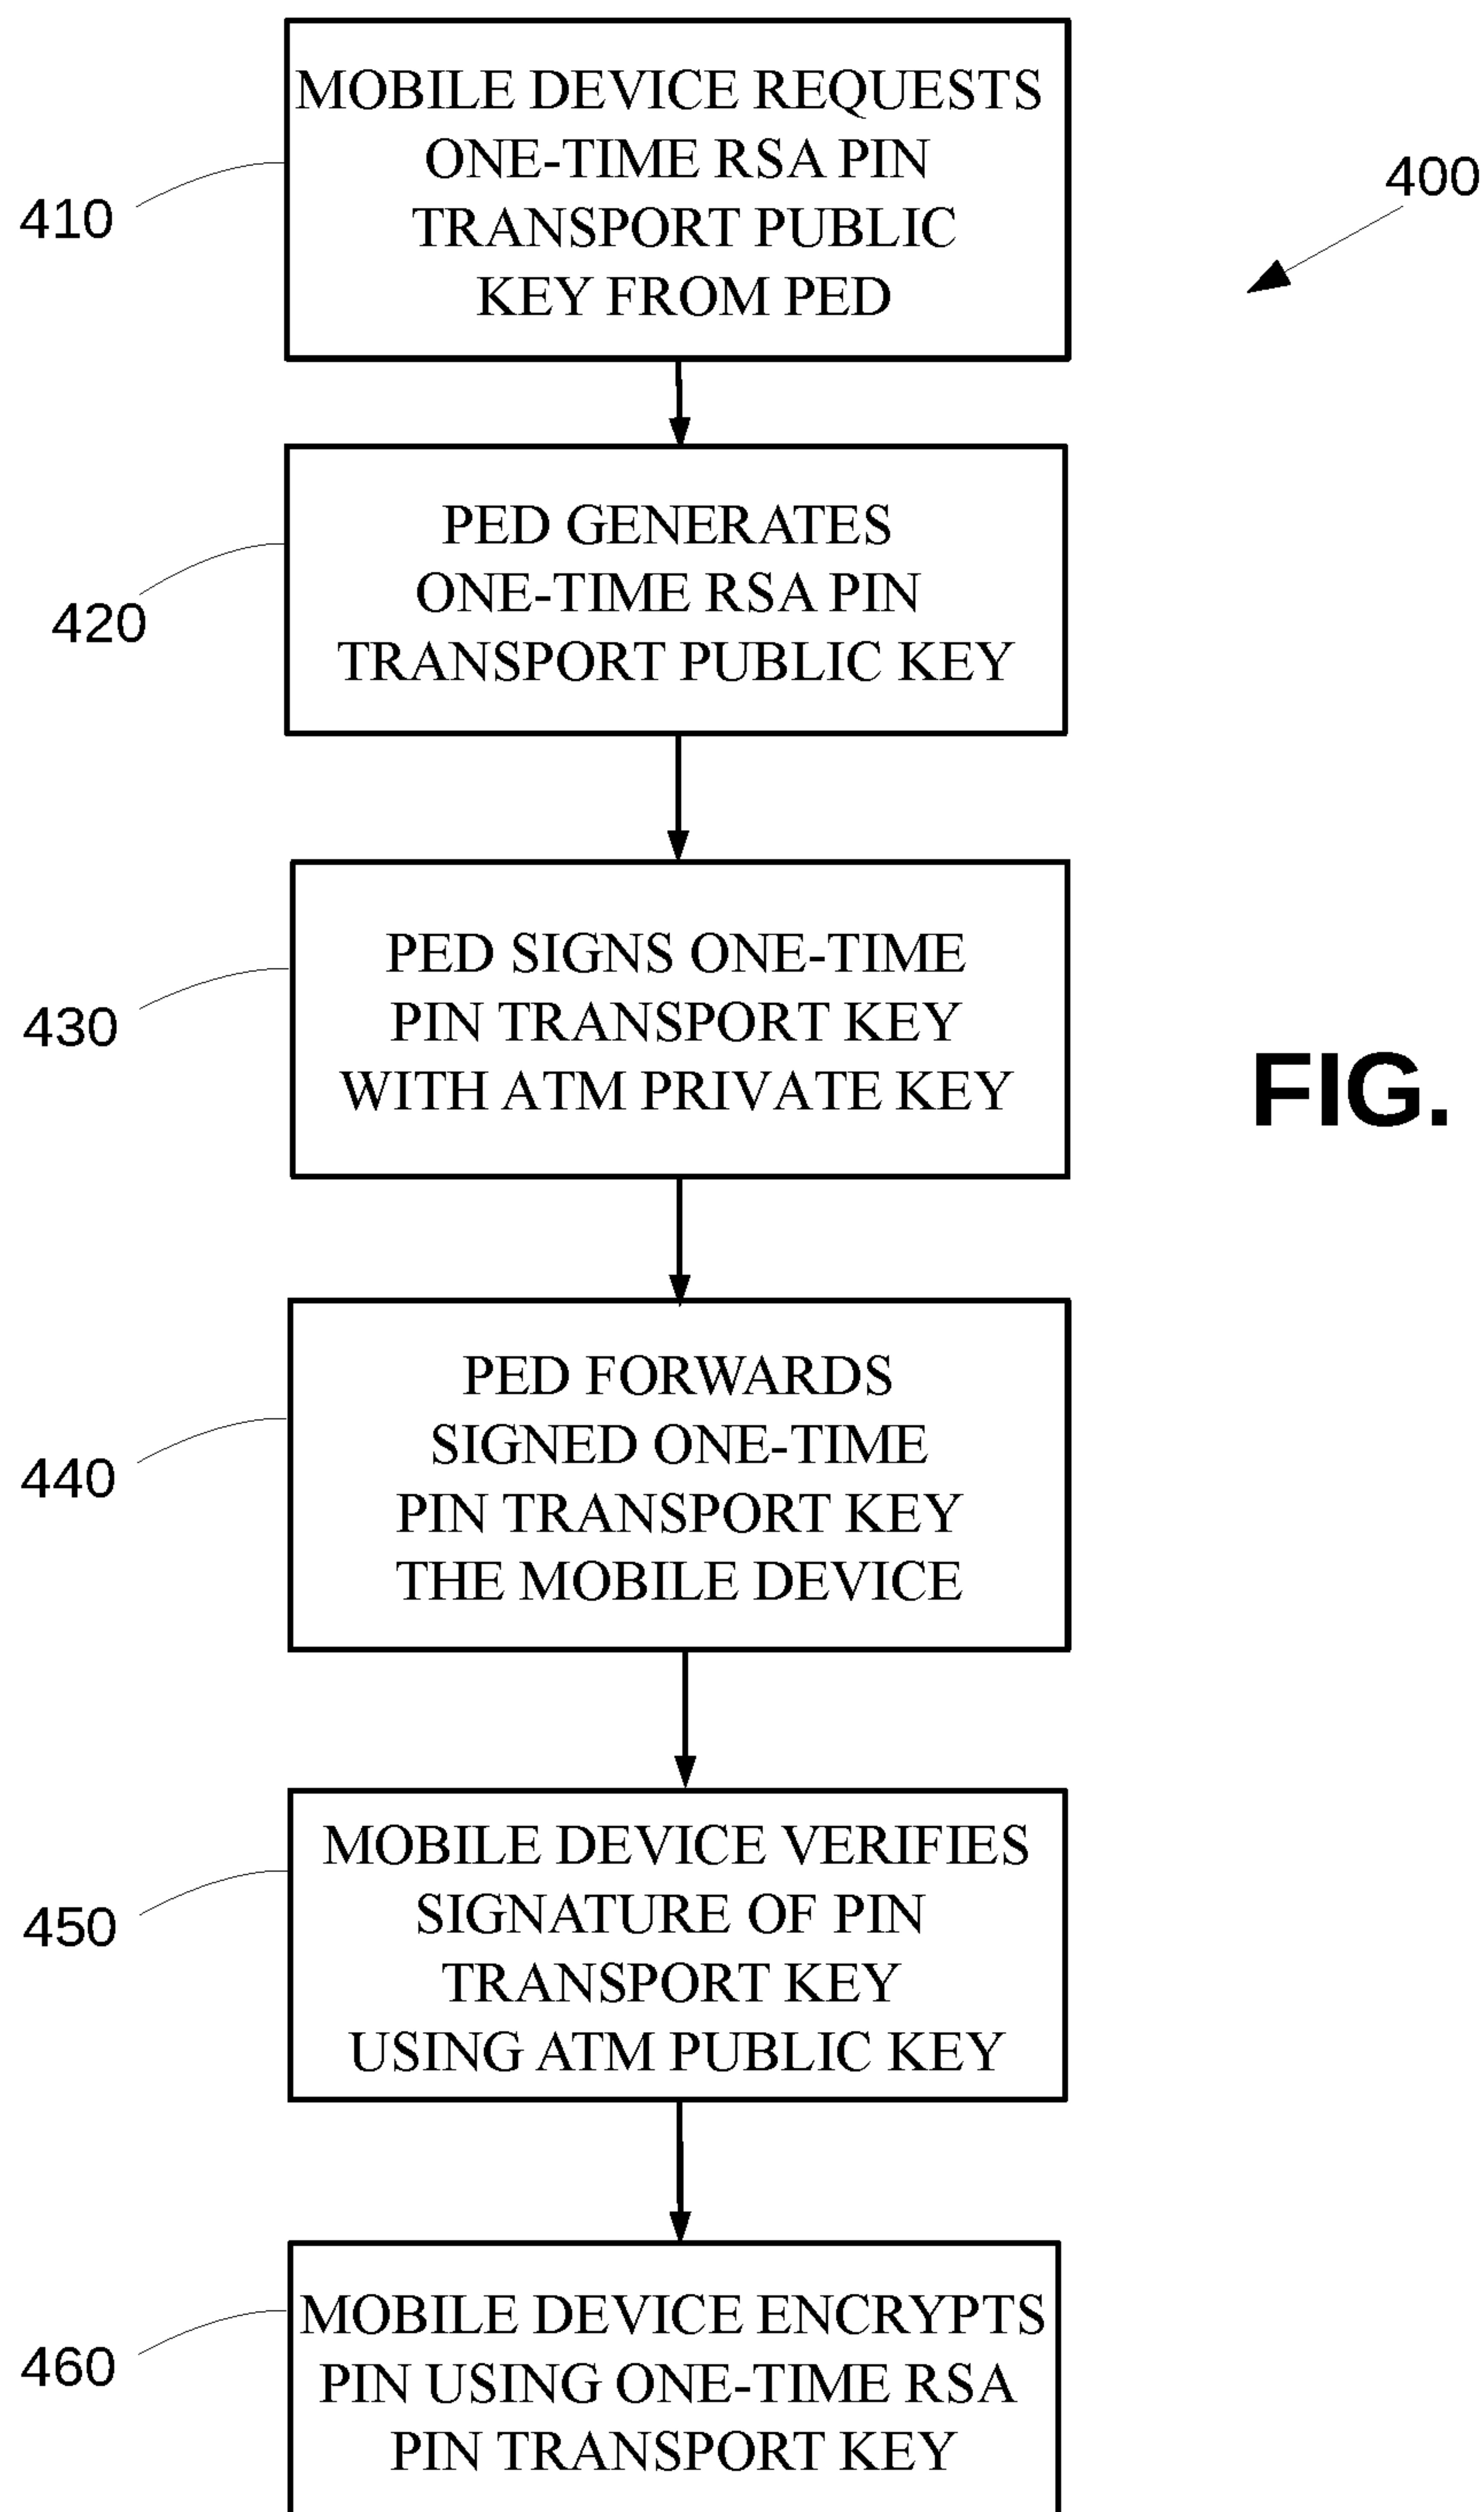 MOBILE DEVICE REQUESTS
ONE-TIME RSA PIN
TRANSPORT PUBLIC
KEY FROM PED
410
400
PED GENERATES
ONE-TIME RSA PIN
TRANSPORT PUBLIC KEY
420
PED SIGNS ONE-TIME
PIN TRANSPORT KEY
WITH ATM PRIVATE KEY
430
FIG.
PED FORWARDS
SIGNED ONE-TIME
PIN TRANSPORT KEY
THE MOBILE DEVICE
440
MOBILE DEVICE VERIFIES
SIGNATURE OF PIN
TRANSPORT KEY
USING ATM PUBLIC KEY
450
MOBILE DEVICE ENCRYPTS
PIN USING ONE-TIME RSA
PIN TRANSPORT KEY
460